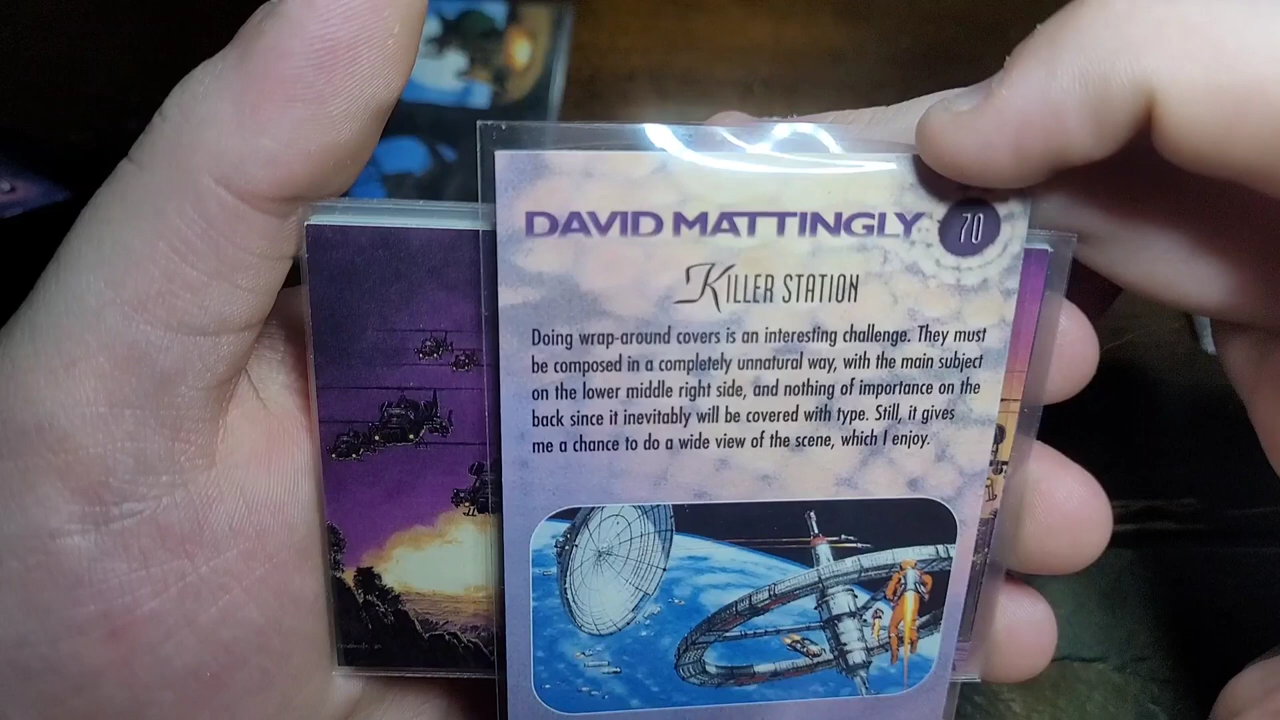 DAVID MATTINGLY 70
KILLER STATION
Doing wrap-around covers is an interesting challenge. They must
be composed in a completely unnatural way, with the main subject
on the lower middle right side, and nothing of importance on the
back since it inevitably will be covered with type. Still, it gives
me a chance to do a wide view of the scene, which I enjoy.